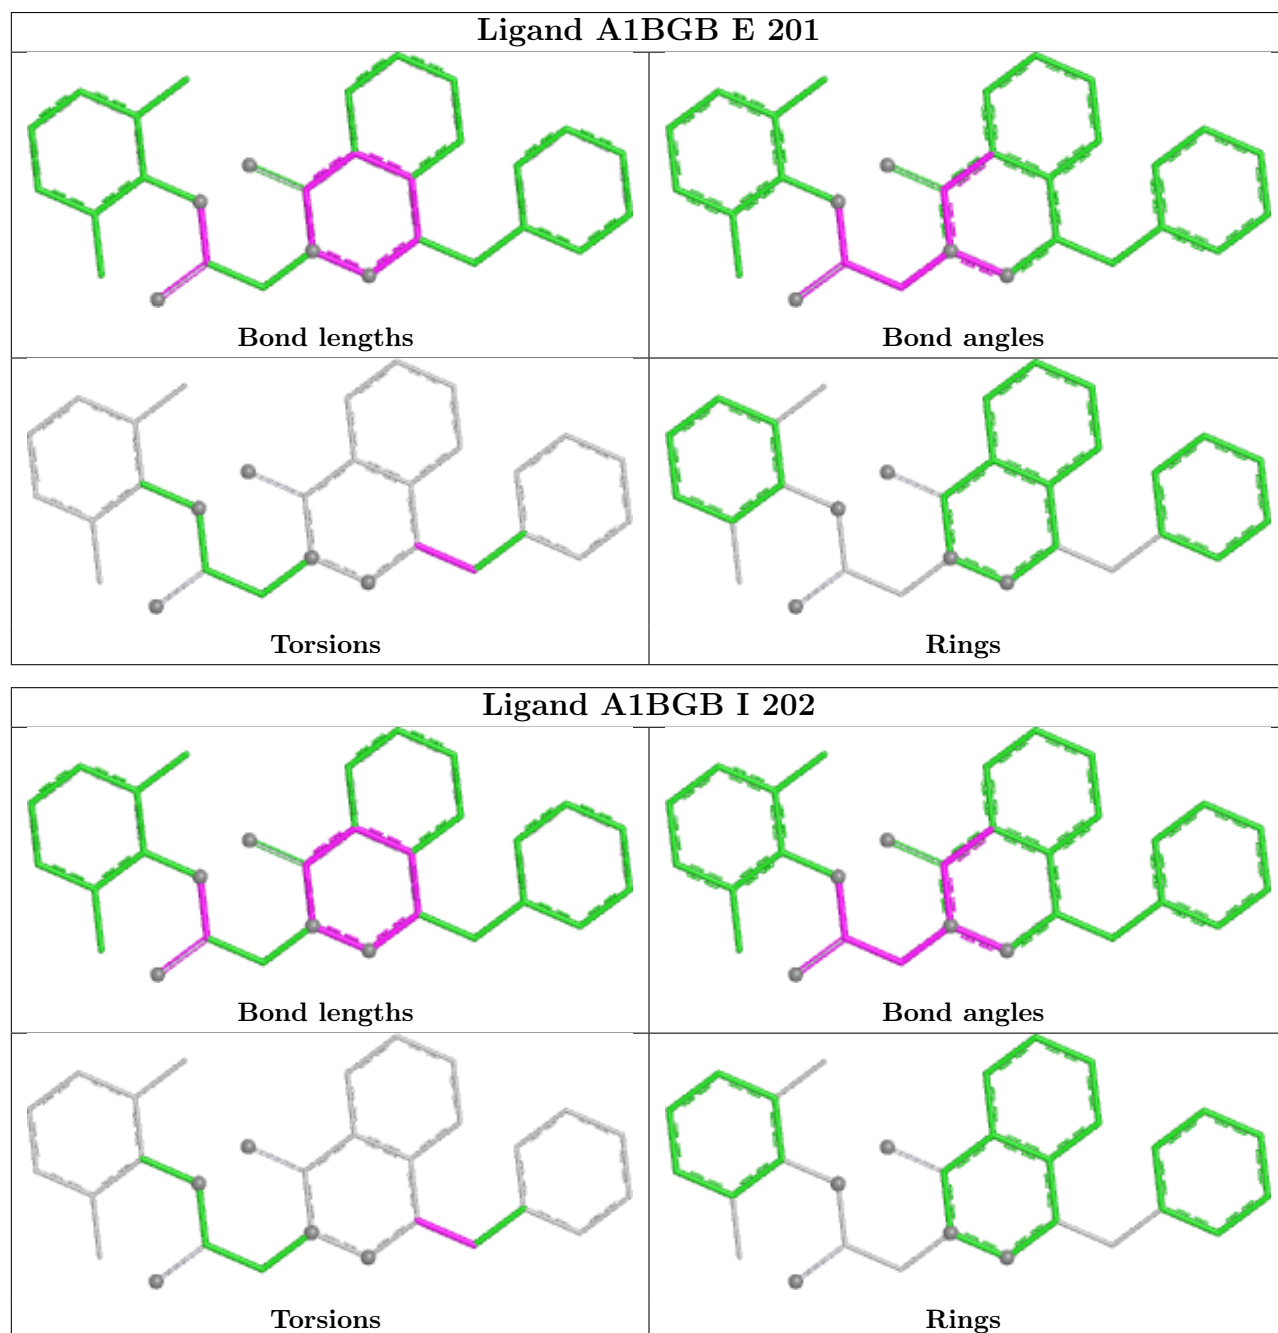 Ligand A1BGB E 201
Bond lengths
Bond angles
Torsions
Rings
Ligand A1BGB I 202
Bond lengths
Bond angles
Torsions
Rings